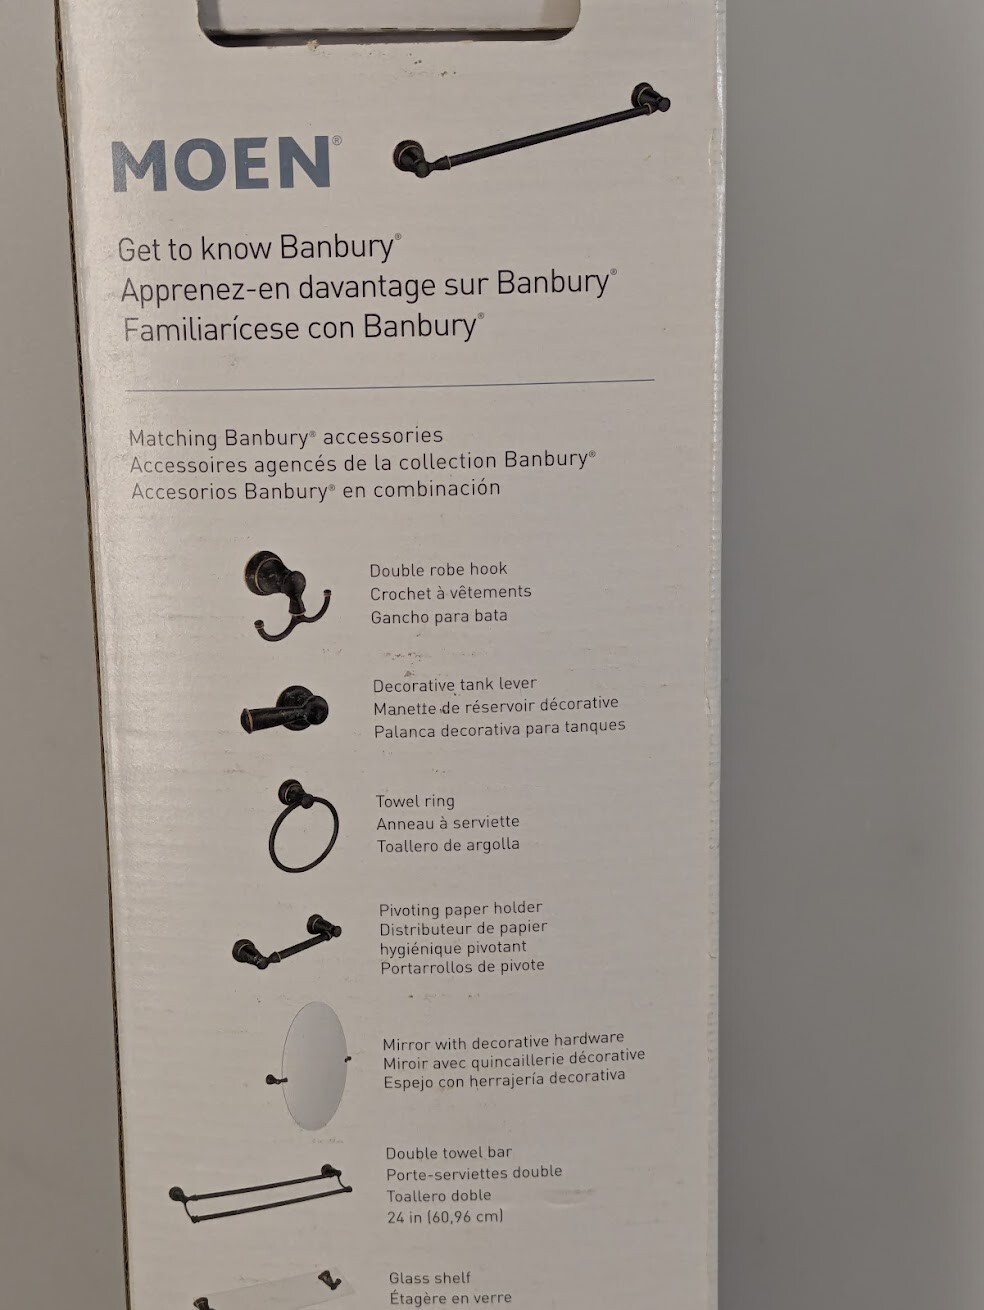 MOEN®
Get to know Banbury®
Apprenez-en davantage sur Banbury®
Familiarícese con Banbury®
Matching Banbury® accessories
Accessoires agencés de la collection Banbury®
Accesorios Banbury® en combinación
Double robe hook
Crochet à vêtements
Gancho para bata
Decorative tank lever
Manette de réservoir décorative
Palanca decorativa para tanques
Towel ring
Anneau à serviette
Toallero de argolla
Pivoting paper holder
Distributeur de papier
hygiénique pivotant
Portarrollos de pivote
Mirror with decorative hardware
Miroir avec quincaillerie décorative
Espejo con herrajería decorativa
Double towel bar
Porte-serviettes double
Toallero doble
24 in (60,96 cm)
Glass shelf
Étagère en verre